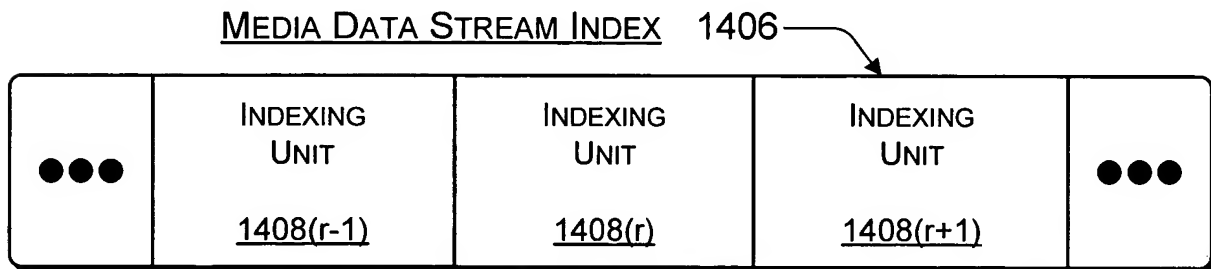 MEDIA DATA STREAM INDEX 1406
INDEXING INDEXING INDEXING
UNIT UNIT UNIT
1408(r-1) 1408(r) 1408(r+1)